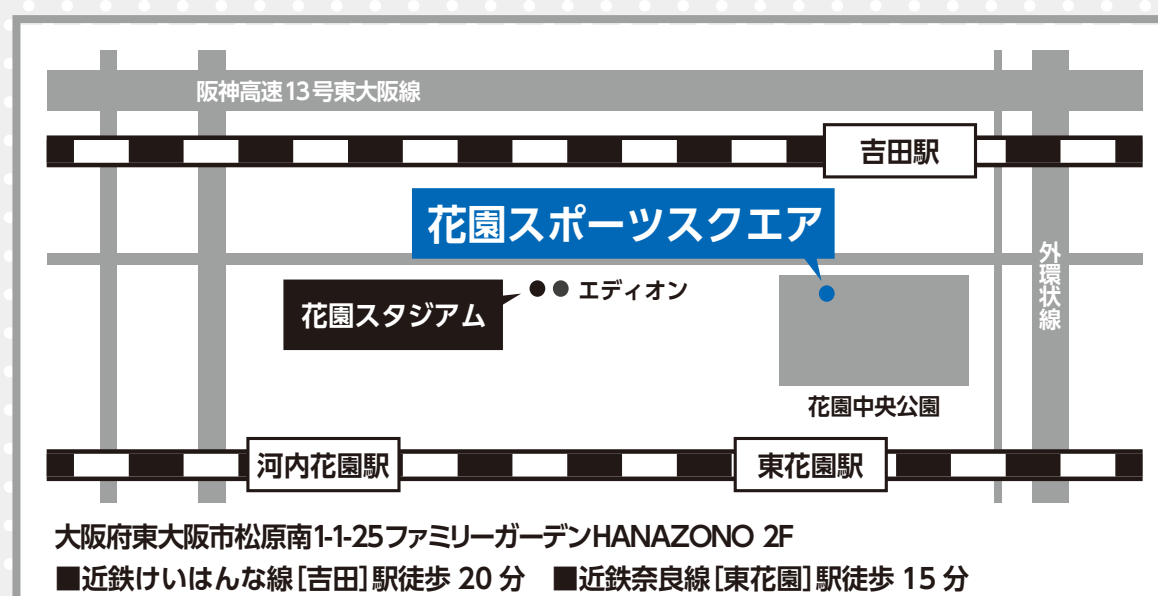 阪神高速13号東大阪線
吉田駅
花園スポーツスクエア
外環状線
エディオン
花園スタジアム
花園中央公園
河内花園駅
東花園駅
大阪府東大阪市松原南1-1-25ファミリーガーデンHANAZONO 2F
■近鉄けいはんな線[吉田]駅徒歩 20 分 ■近鉄奈良線[東花園]駅徒歩 15 分